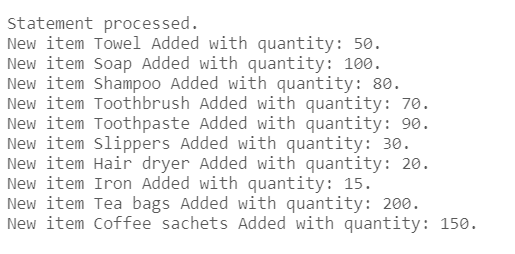 Statement processed.
New item Towel Added with quantity: 50.
New item Soap Added with quantity: 100.
New item Shampoo Added with quantity: 80.
New item Toothbrush Added with quantity: 70.
New item Toothpaste Added with quantity: 90.
New item Slippers Added with quantity: 30.
New item Hair dryer Added with quantity: 20.
New item Iron Added with quantity: 15.
New item Tea bags Added with quantity: 200.
New item Coffee sachets Added with quantity: 150.